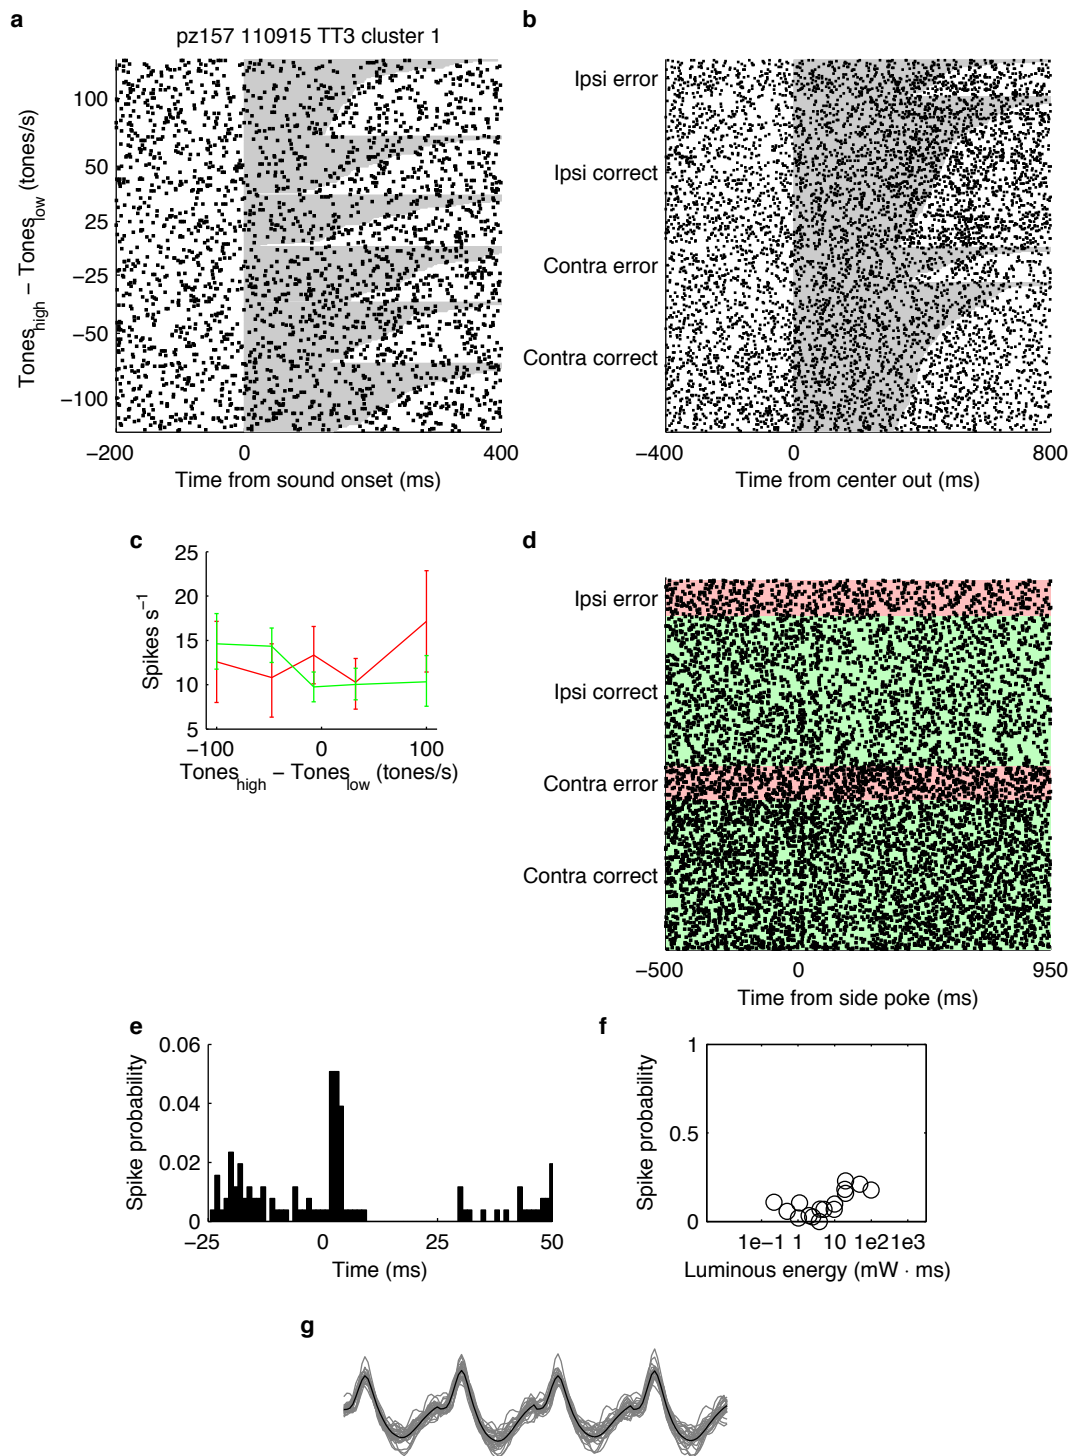 a
pz157 110915 TT3 cluster 1
Tones_high − Tones_low (tones/s)
100
50
25
−25
−50
−100
−200 0 400
Time from sound onset (ms)
b
Ipsi error
Ipsi correct
Contra error
Contra correct
−400 0 800
Time from center out (ms)
c
Spikes s⁻¹
25
20
15
10
5
−100 0 100
Tones_high − Tones_low (tones/s)
d
Ipsi error
Ipsi correct
Contra error
Contra correct
−500 0 950
Time from side poke (ms)
e
Spike probability
0.06
0.04
0.02
0
−25 0 25 50
Time (ms)
f
Spike probability
1
0.5
0
1e−1 1 10 1e2 1e3
Luminous energy (mW · ms)
g